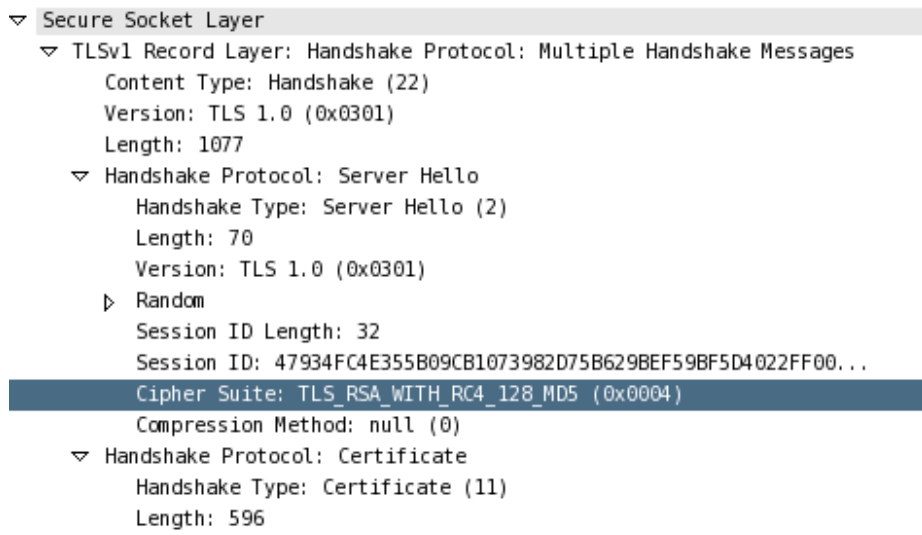 Secure Socket Layer
TLSv1 Record Layer: Handshake Protocol: Multiple Handshake Messages
Content Type: Handshake (22)
Version: TLS 1.0 (0x0301)
Length: 1077
Handshake Protocol: Server Hello
Handshake Type: Server Hello (2)
Length: 70
Version: TLS 1.0 (0x0301)
Random
Session ID Length: 32
Session ID: 47934FC4E355B09CB1073982D75B629BEF59BF5D4022FF00...
Cipher Suite: TLS_RSA_WITH_RC4_128_MD5 (0x0004)
Compression Method: null (0)
Handshake Protocol: Certificate
Handshake Type: Certificate (11)
Length: 596